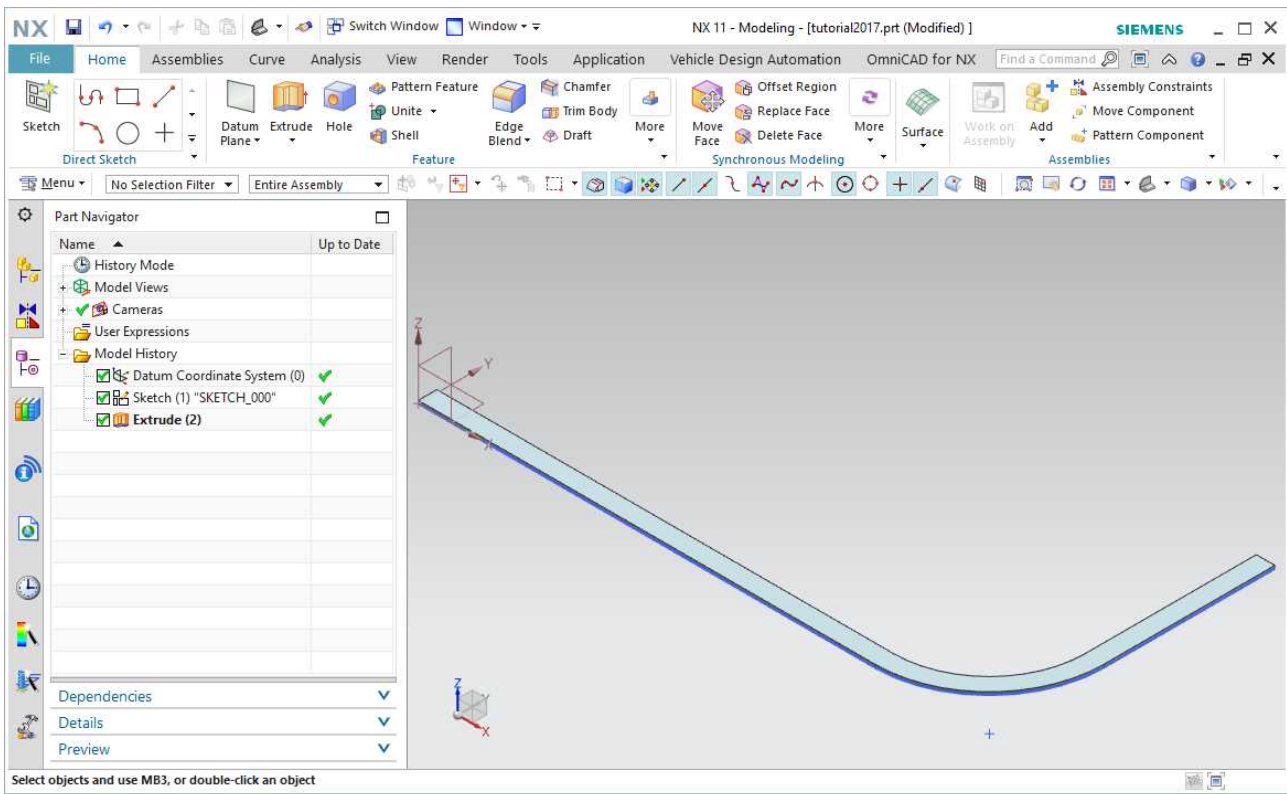 NX Switch Window Window NX 11 - Modeling - [tutorial2017.prt (Modified) ] SIEMENS
File Home Assemblies Curve Analysis View Render Tools Application Vehicle Design Automation OmniCAD for NX Find a Command
Pattern Feature Chamfer Offset Region Assembly Constraints
Unite Trim Body Replace Face Move Component
Sketch Datum Plane Extrude Hole Shell Edge Blend Draft More Move Face Delete Face More Surface Work on Assembly Add Pattern Component
Direct Sketch Feature Synchronous Modeling Assemblies
Menu No Selection Filter Entire Assembly
Part Navigator
Name Up to Date
History Mode
Model Views
Cameras
User Expressions
Model History
Datum Coordinate System (0)
Sketch (1) "SKETCH_000"
Extrude (2)
Z
Y
X
Dependencies
Details
Preview
Z
Y
X
Select objects and use MB3, or double-click an object